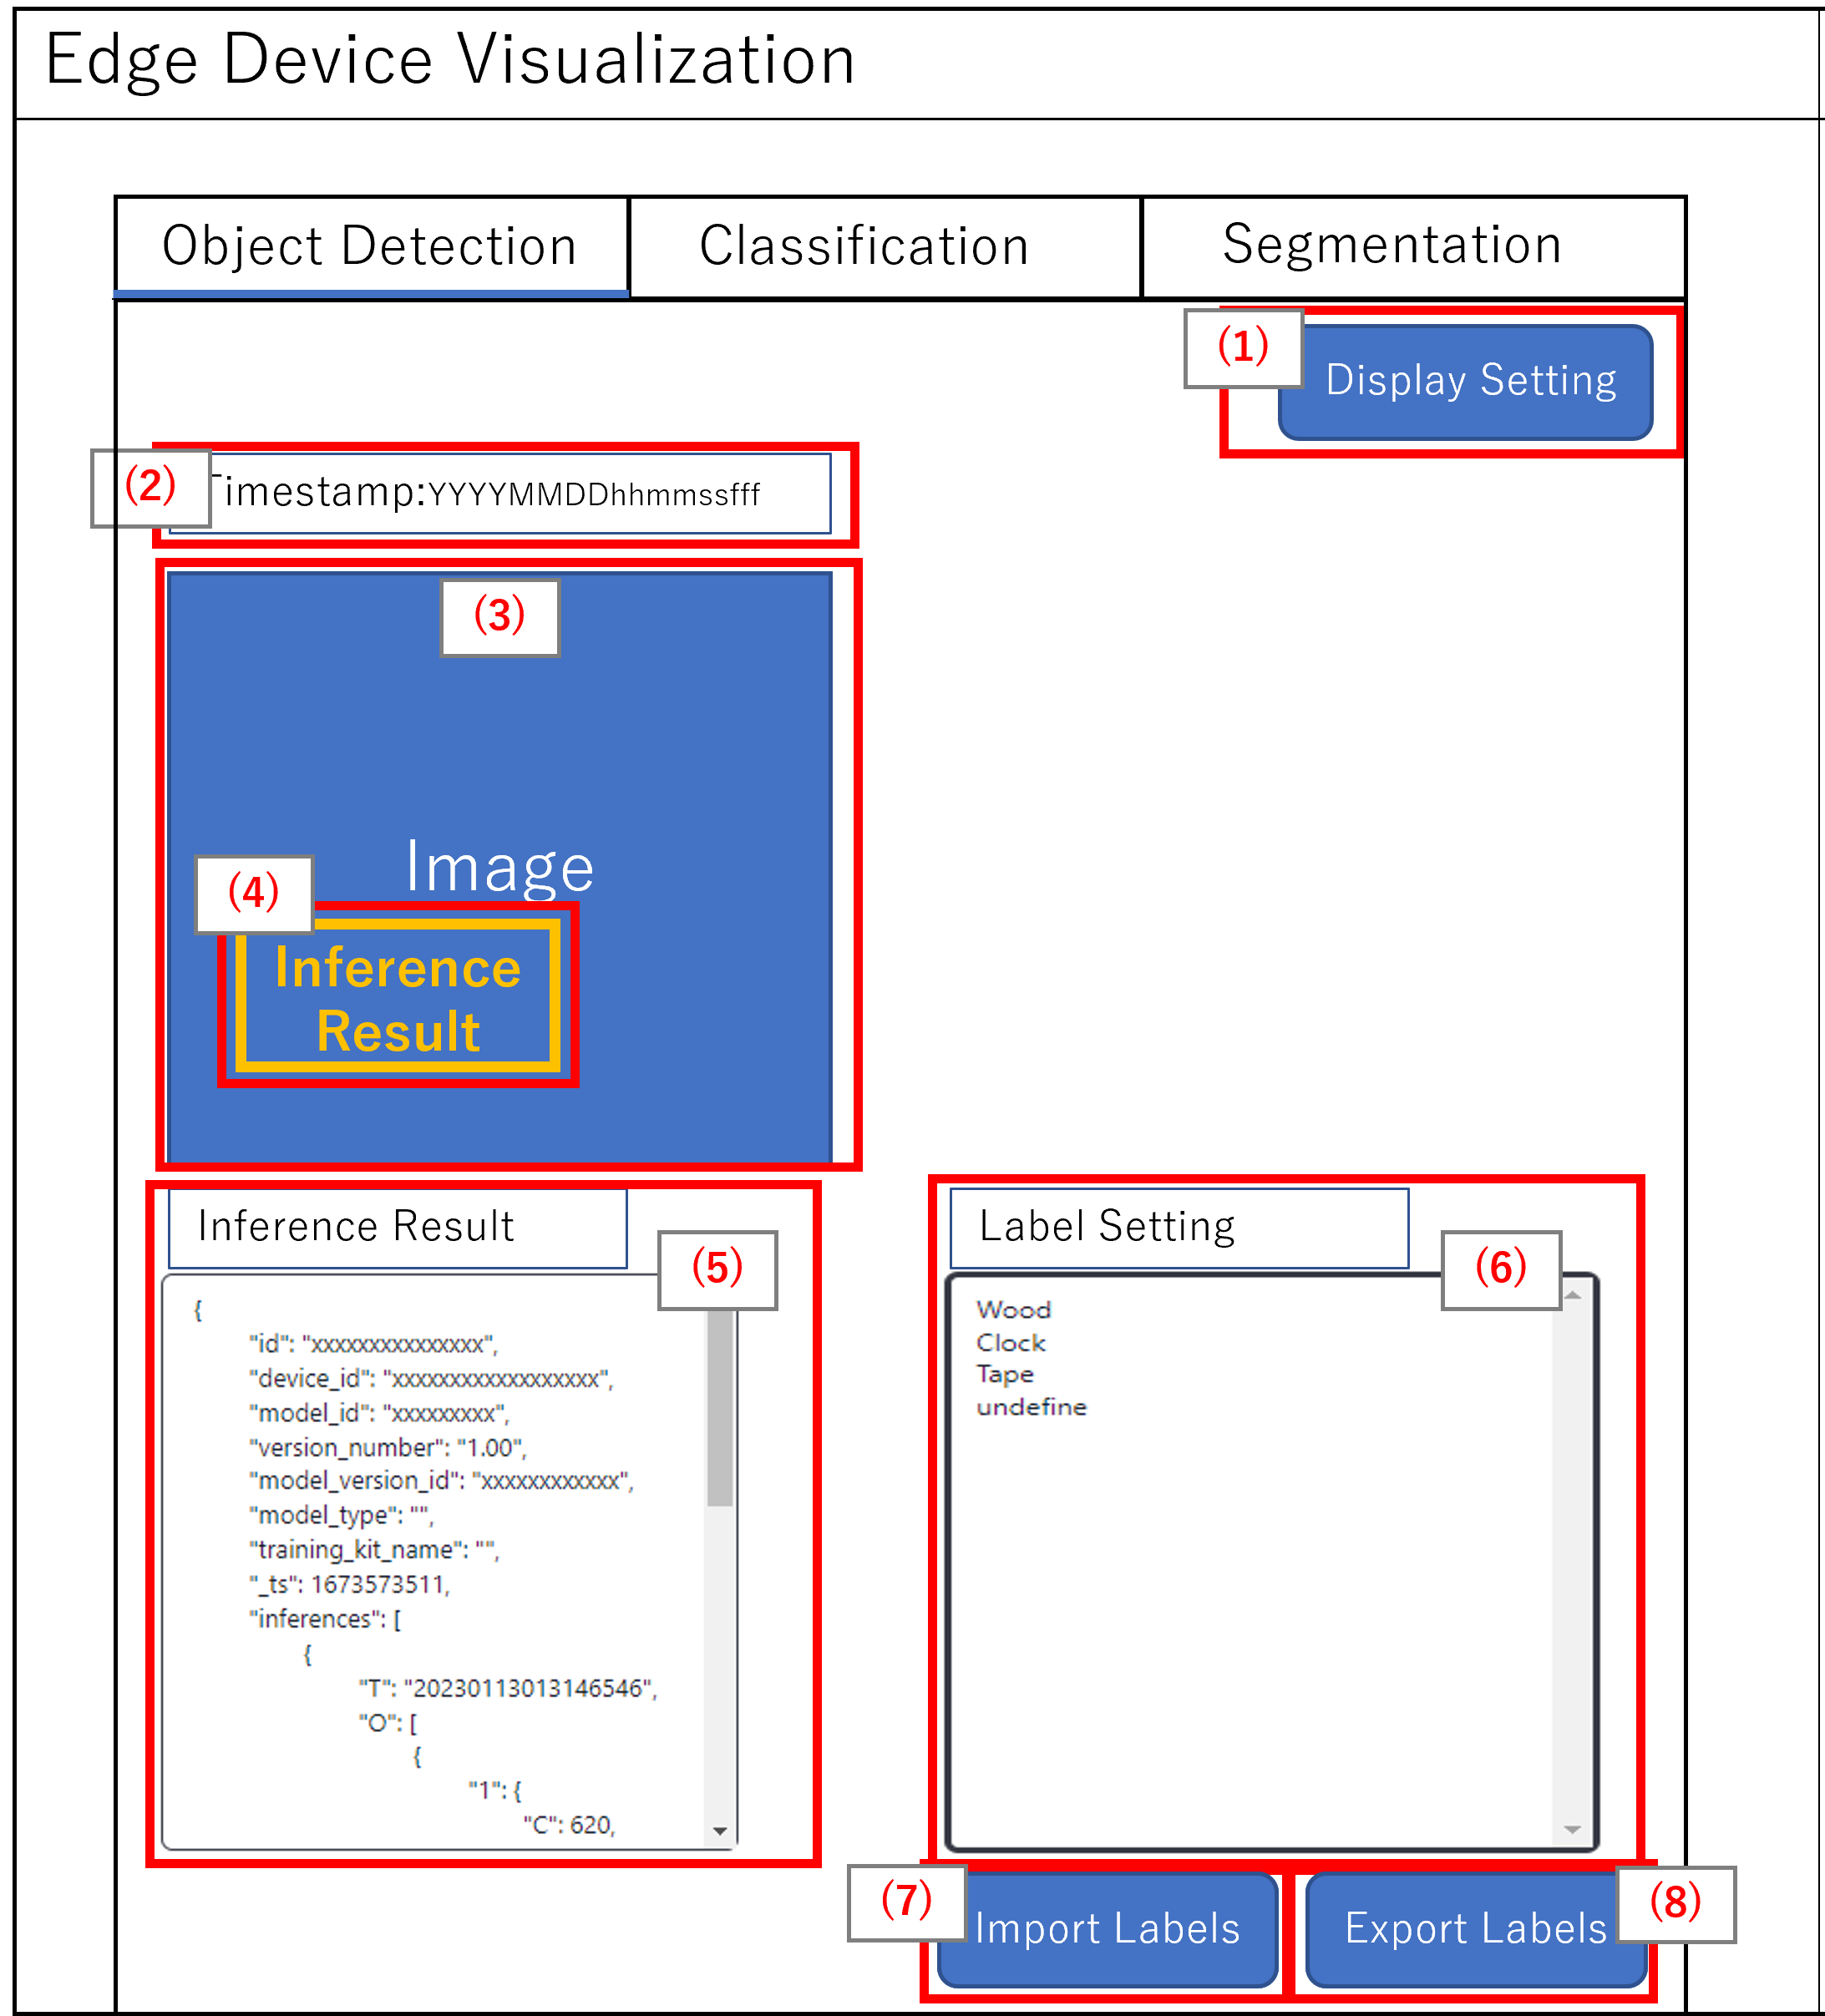 Edge Device Visualization
Object Detection
Classification
Segmentation
(1)
Display Setting
(2)
Timestamp:YYYYMMDDhhmmssfff
(3)
Image
(4)
Inference
Result
Inference Result
(5)
{
"id": "xxxxxxxxxxxxxxx",
"device_id": "xxxxxxxxxxxxxxxxxx",
"model_id": "xxxxxxxxx",
"version_number": "1.00",
"model_version_id": "xxxxxxxxxxxx",
"model_type": "",
"training_kit_name": "",
"_ts": 1673573511,
"inferences": [
{
"T": "20230113013146546",
"O": [
{
"1": {
"C": 620,
Label Setting
(6)
Wood
Clock
Tape
undefine
(7)
Import Labels
Export Labels
(8)